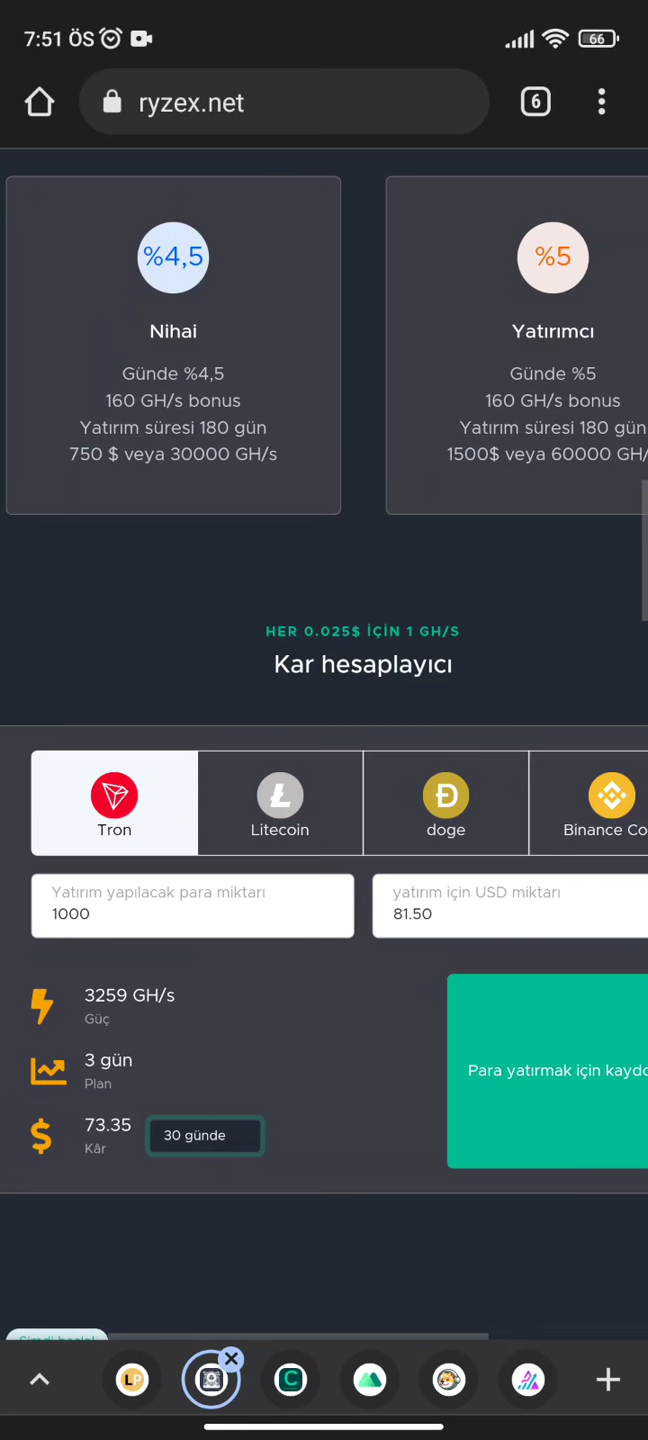 7:51 ÖS
66
ryzex.net
6
%4,5
Nihai
Günde %4,5
160 GH/s bonus
Yatırım süresi 180 gün
750 $ veya 30000 GH/s
%5
Yatırımcı
Günde %5
160 GH/s bonus
Yatırım süresi 180 gün
1500$ veya 60000 GH/
HER 0.025$ İÇİN 1 GH/S
Kar hesaplayıcı
Tron
Litecoin
doge
Binance Co
Yatırım yapılacak para miktarı
1000
yatırım için USD miktarı
81.50
3259 GH/s
Güç
3 gün
Plan
73.35
Kâr
30 günde
Para yatırmak için kaydo
LP
C